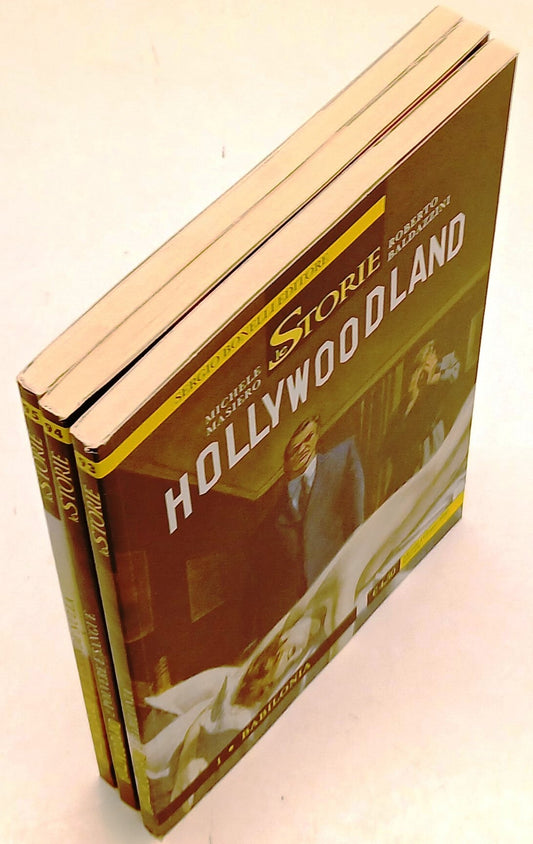 SERGIO BONELLI EDITORE
le STORIE
MICHELE
MASIERO
ROBERTO
BALDAZZINI
HOLLYWOODLAND
1 • BABILONIA
95
le STORIE
94
le STORIE
93
le STORIE